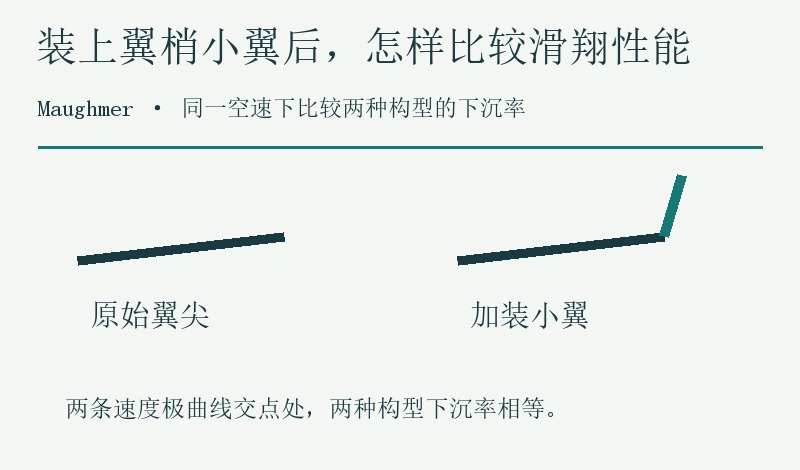 装上翼梢小翼后，怎样比较滑翔性能
Maughmer • 同一空速下比较两种构型的下沉率
原始翼尖
加装小翼
两条速度极曲线交点处，两种构型下沉率相等。